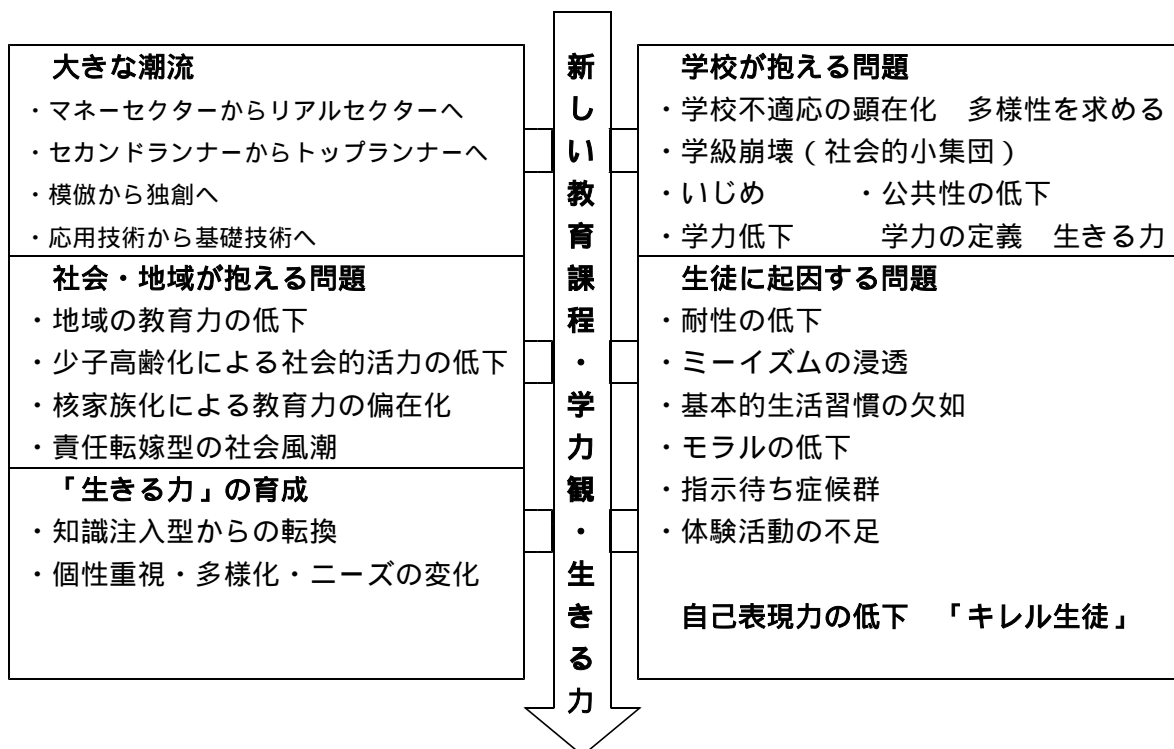 大きな潮流
・マネーセクターからリアルセクターへ
・セカンドランナーからトップランナーへ
・模倣から独創へ
・応用技術から基礎技術へ
社会・地域が抱える問題
・地域の教育力の低下
・少子高齢化による社会的活力の低下
・核家族化による教育力の偏在化
・責任転嫁型の社会風潮
「生きる力」の育成
・知識注入型からの転換
・個性重視・多様化・ニーズの変化
新しい教育課程・学力観・生きる力
学校が抱える問題
・学校不適応の顕在化　多様性を求める
・学級崩壊（社会的小集団）
・いじめ　　　・公共性の低下
・学力低下　　　学力の定義　生きる力
生徒に起因する問題
・耐性の低下
・ミーイズムの浸透
・基本的生活習慣の欠如
・モラルの低下
・指示待ち症候群
・体験活動の不足
自己表現力の低下　「キレル生徒」